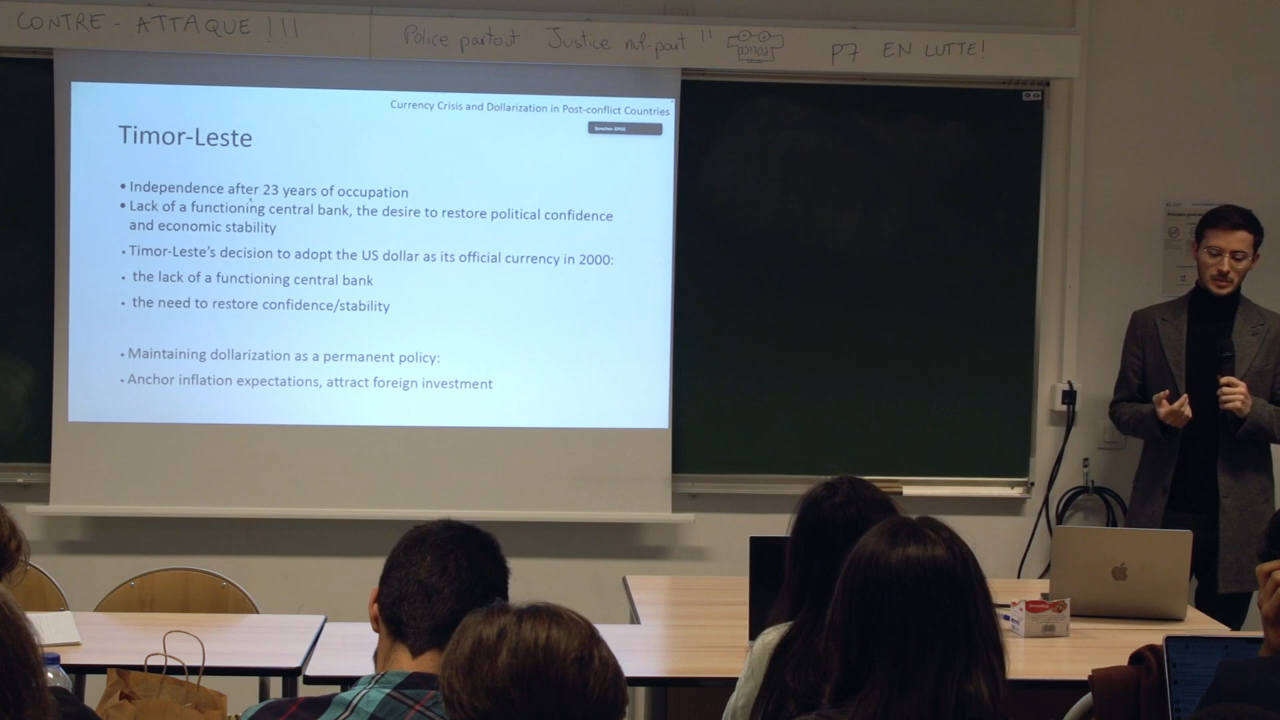 CONTRE - ATTAQUE !!!
Police partout Justice nul-part !!
P7 EN LUTTE!
Currency Crisis and Dollarization in Post-conflict Countries
Timor-Leste
• Independence after 23 years of occupation
• Lack of a functioning central bank, the desire to restore political confidence
and economic stability
• Timor-Leste’s decision to adopt the US dollar as its official currency in 2000:
• the lack of a functioning central bank
• the need to restore confidence/stability
• Maintaining dollarization as a permanent policy:
• Anchor inflation expectations, attract foreign investment